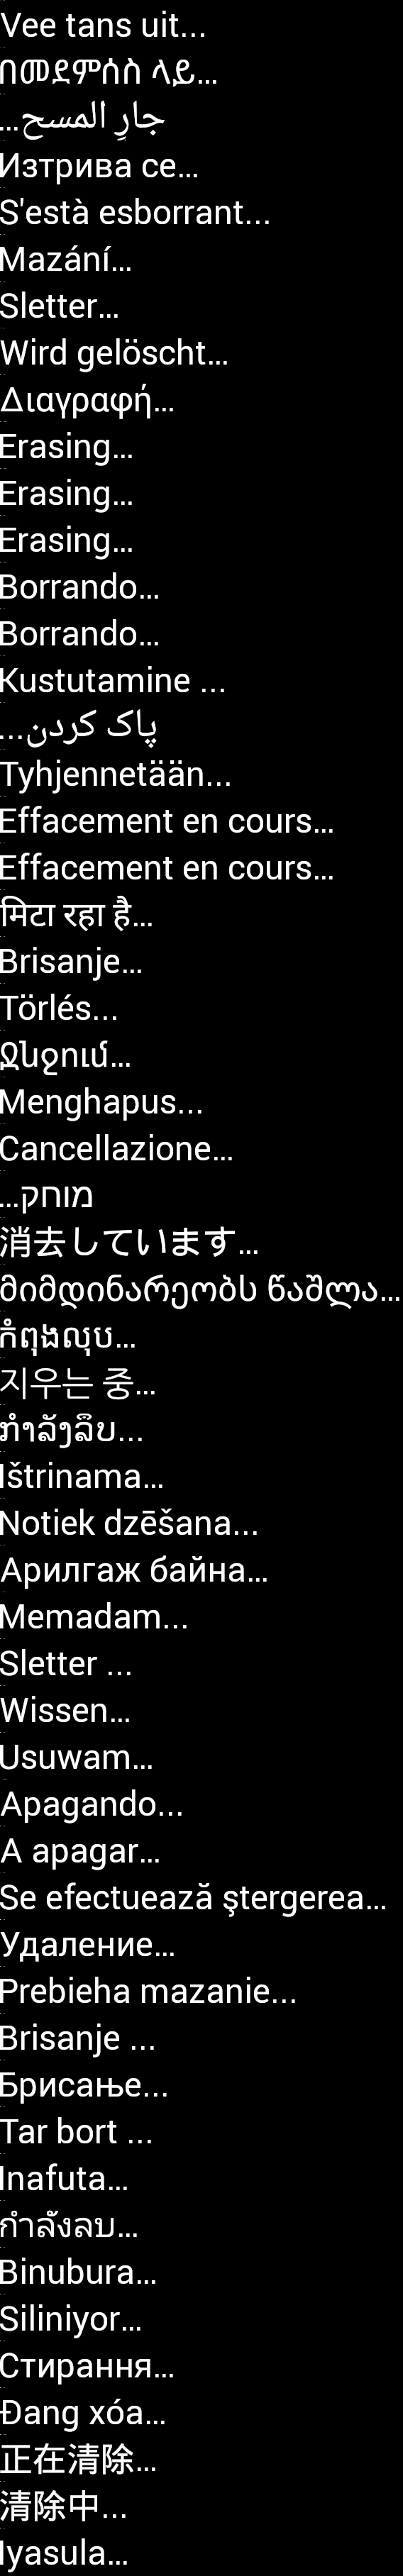 Vee tans uit...
በመደምሰስ ላይ…
جارٍ المسح…
Изтрива се…
S'està esborrant...
Mazání…
Sletter…
Wird gelöscht…
Διαγραφή…
Erasing…
Erasing…
Erasing…
Borrando…
Borrando…
Kustutamine ...
پاک کردن...
Tyhjennetään...
Effacement en cours…
Effacement en cours…
मिटा रहा है…
Brisanje…
Törlés...
Ջնջում…
Menghapus...
Cancellazione…
מוחק…
消去しています…
მიმდინარეობს წაშლა…
កំពុងលុប…
지우는 중…
ກຳລັງລຶບ...
Ištrinama…
Notiek dzēšana...
Арилгаж байна…
Memadam...
Sletter ...
Wissen…
Usuwam…
Apagando...
A apagar…
Se efectuează ştergerea…
Удаление…
Prebieha mazanie...
Brisanje ...
Брисање...
Tar bort ...
Inafuta…
กำลังลบ…
Binubura…
Siliniyor…
Стирання…
Đang xóa…
正在清除…
清除中...
Iyasula…